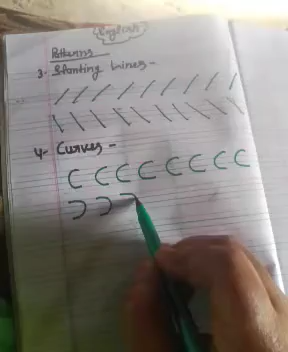 English
Patterns
3. Slanting Lines -
/ / / / / / / /
\ \ \ \ \ \ \ \ \
4. Curves -
C C C C C C C C
Ɔ Ɔ Ɔ